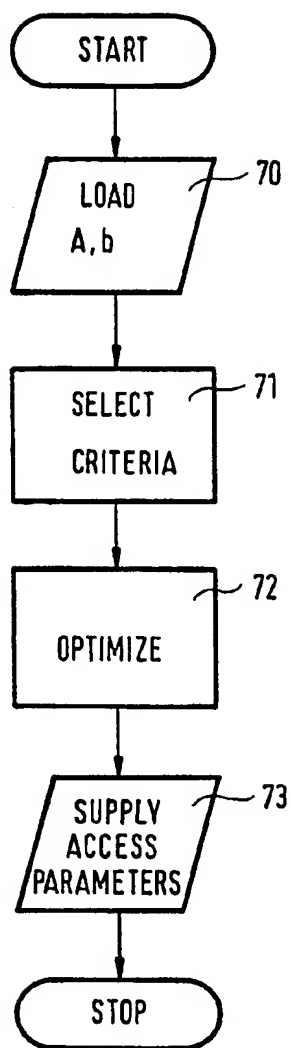 START
70
LOAD
A,b
71
SELECT
CRITERIA
72
OPTIMIZE
73
SUPPLY
ACCESS
PARAMETERS
STOP